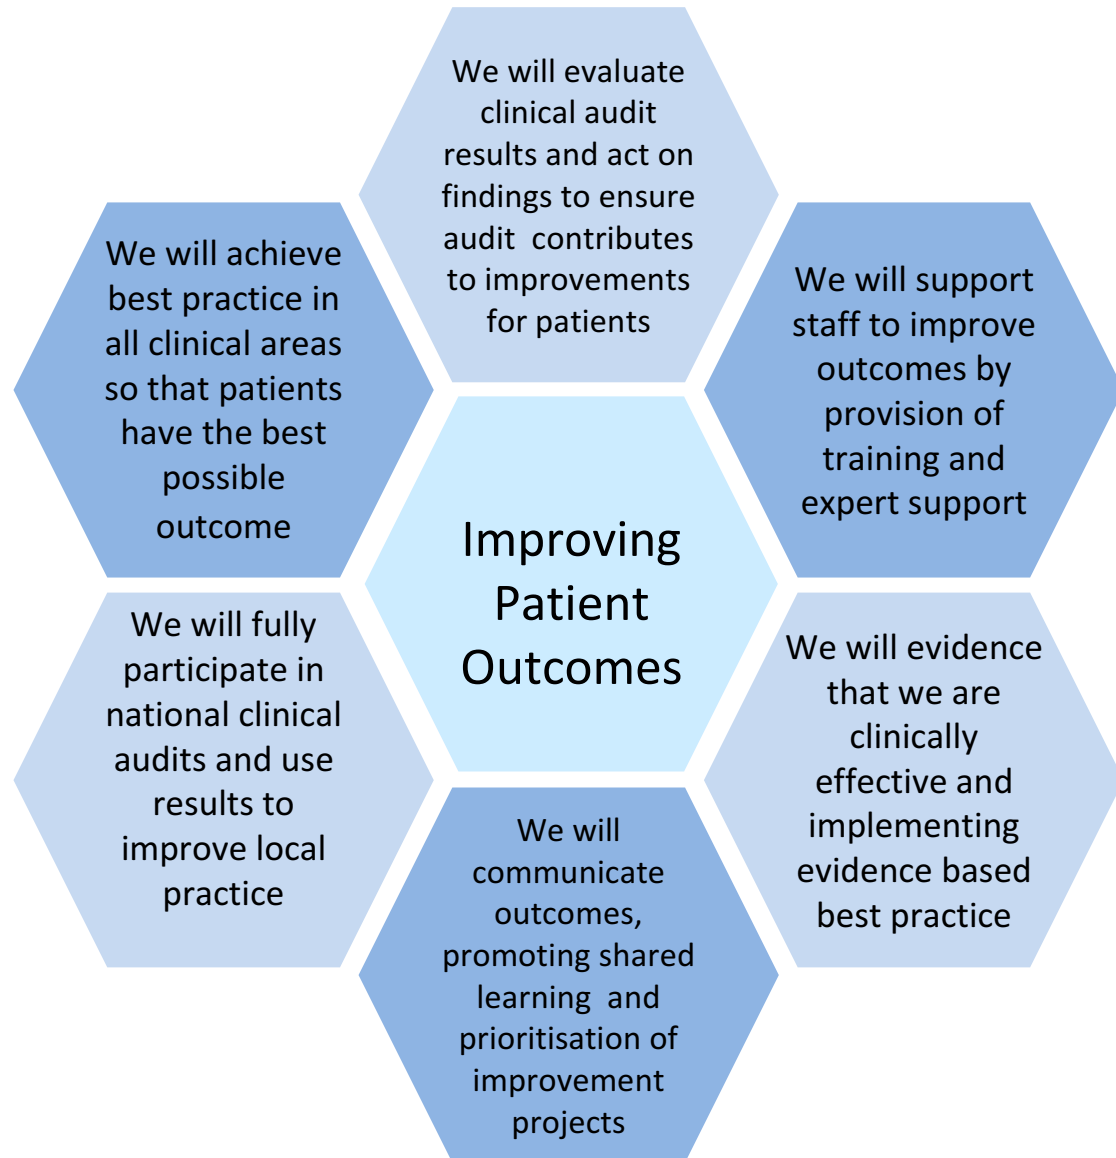 We will evaluate
clinical audit
results and act on
findings to ensure
audit  contributes
to improvements
for patients
We will achieve
best practice in
all clinical areas
so that patients
have the best
possible
outcome
We will support
staff to improve
outcomes by
provision of
training and
expert support
Improving
Patient
Outcomes
We will fully
participate in
national clinical
audits and use
results to
improve local
practice
We will evidence
that we are
clinically
effective and
implementing
evidence based
best practice
We will
communicate
outcomes,
promoting shared
learning  and
prioritisation of
improvement
projects